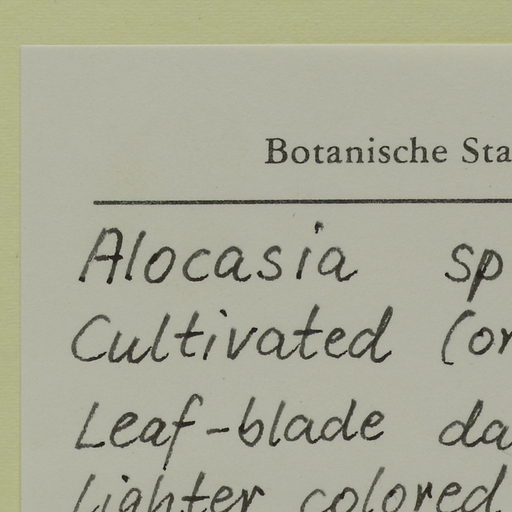 Botanische Sta
Alocasia sp
Cultivated (or
Leaf-blade da
lighter colored